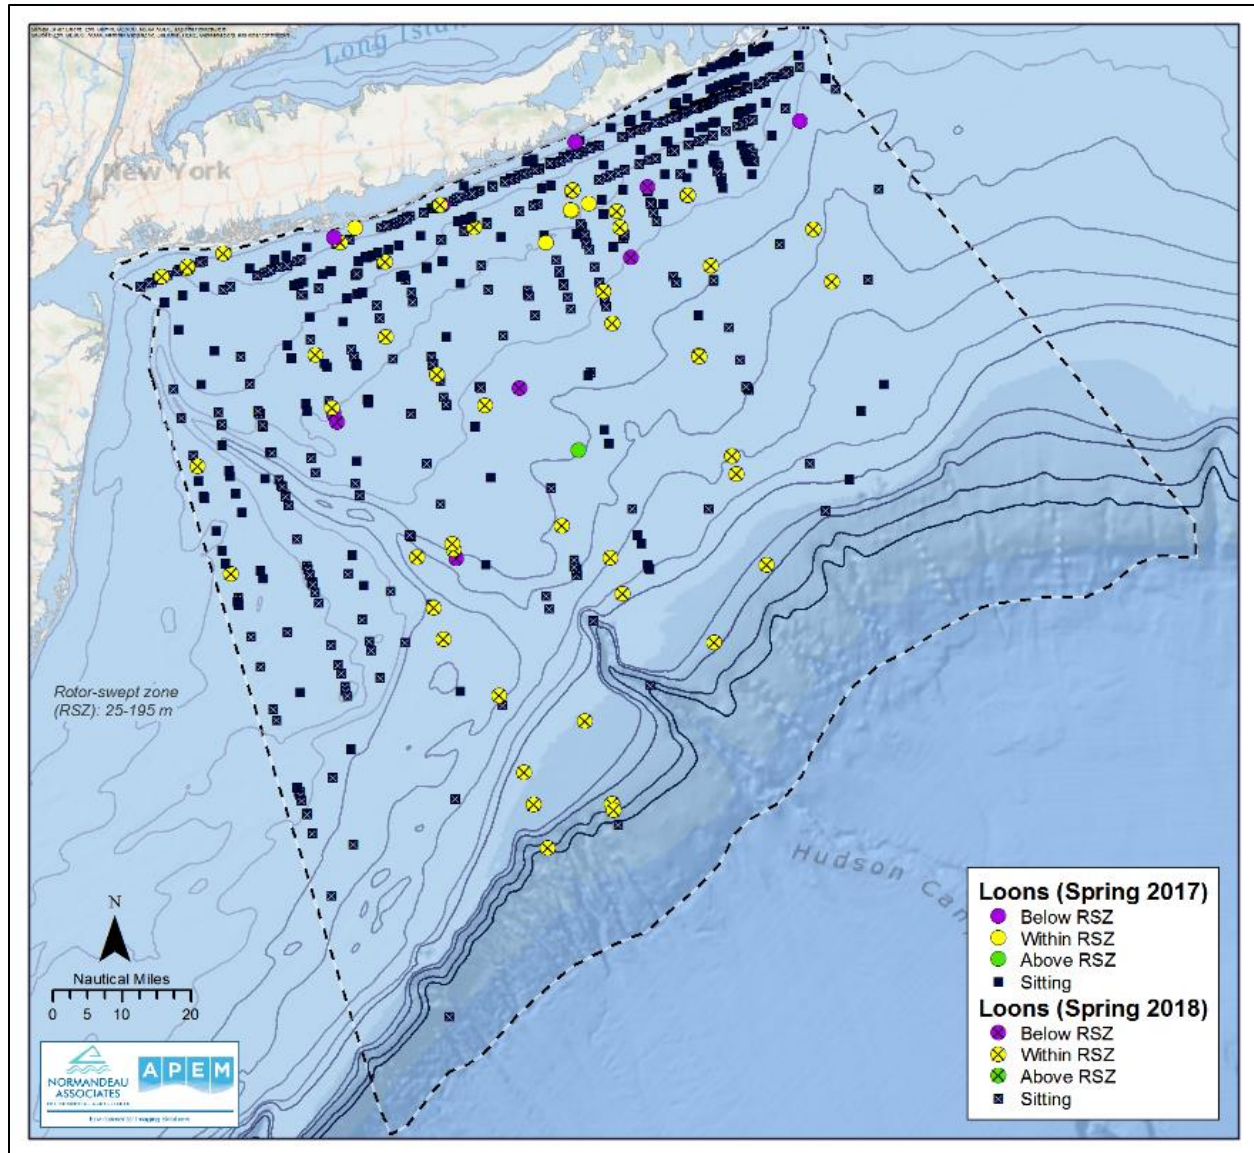 Long Island
New York
Rotor-swept zone
(RSZ): 25-195 m
Hudson Can
N
Nautical Miles
0 5 10 20
NORMANDEAU
ASSOCIATES
APEM
Loons (Spring 2017)
Below RSZ
Within RSZ
Above RSZ
Sitting
Loons (Spring 2018)
Below RSZ
Within RSZ
Above RSZ
Sitting